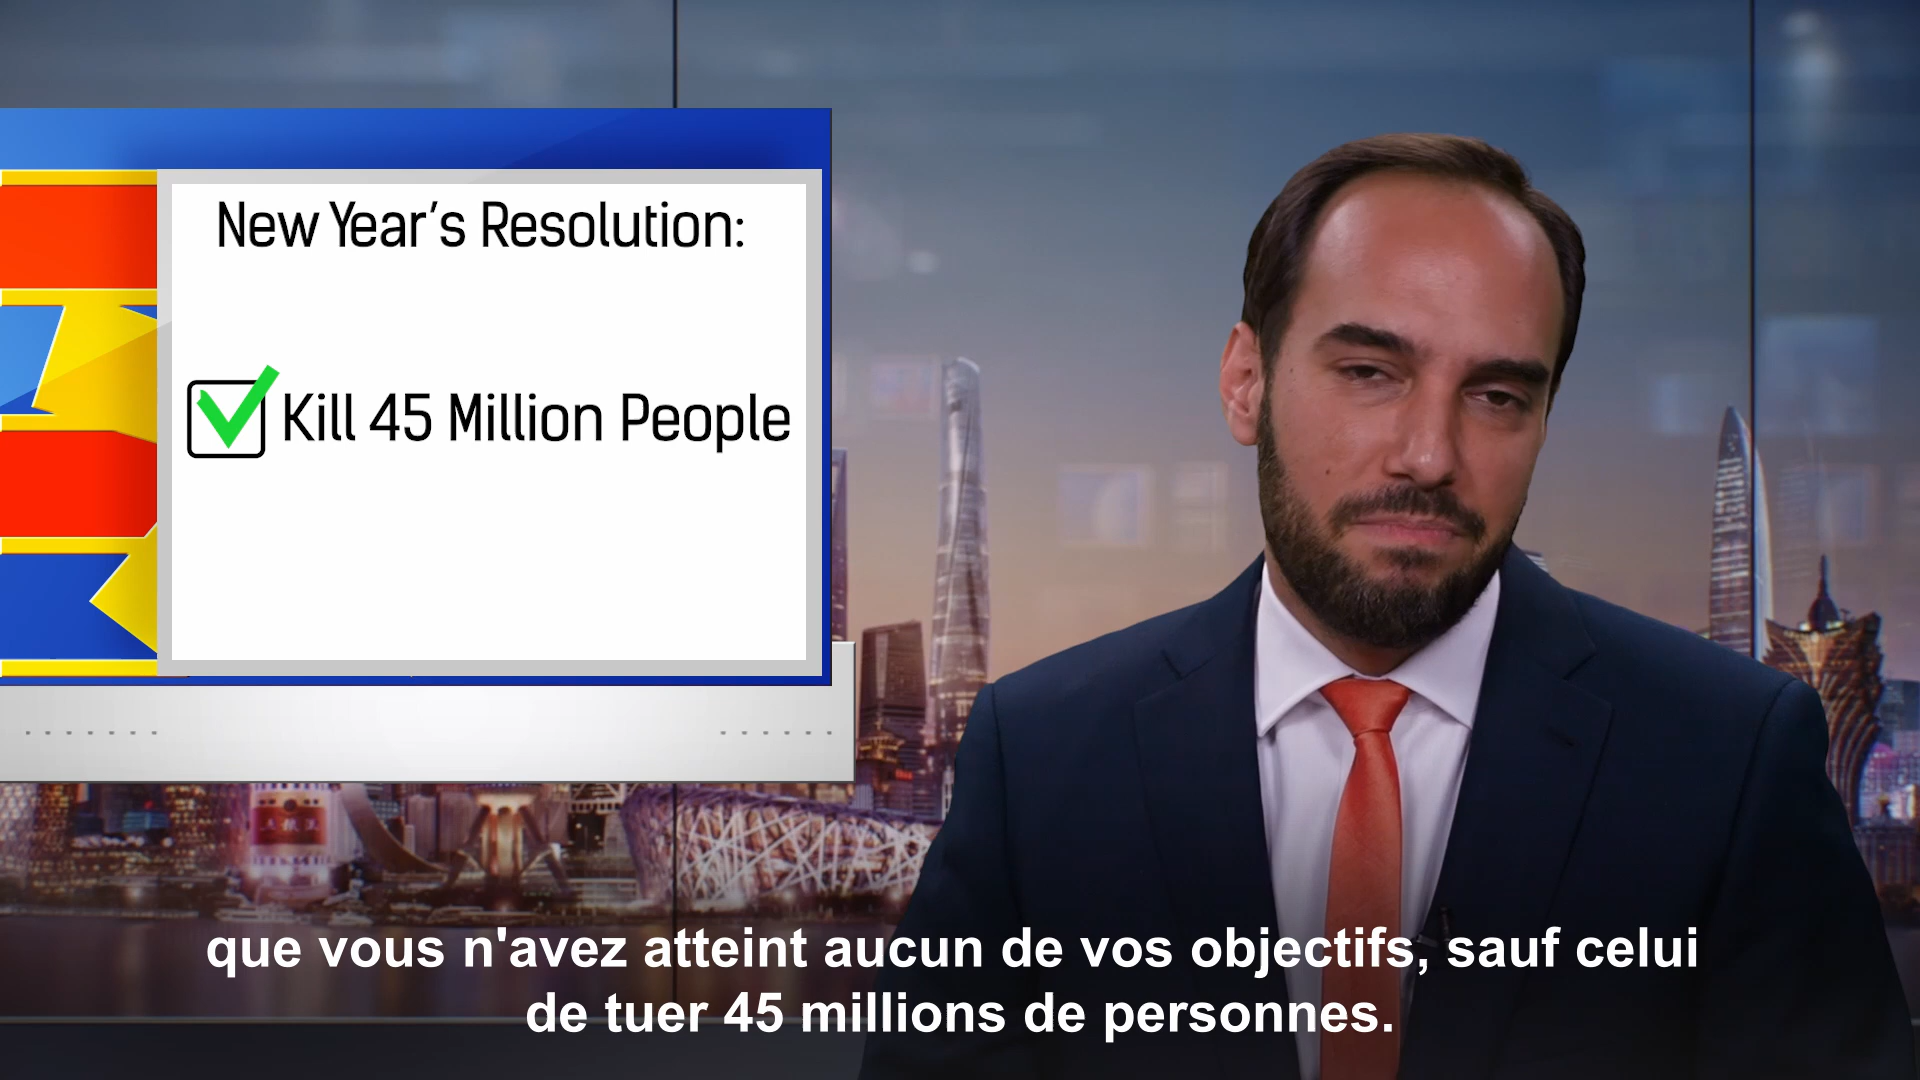 New Year's Resolution:
Kill 45 Million People
que vous n'avez atteint aucun de vos objectifs, sauf celui
de tuer 45 millions de personnes.